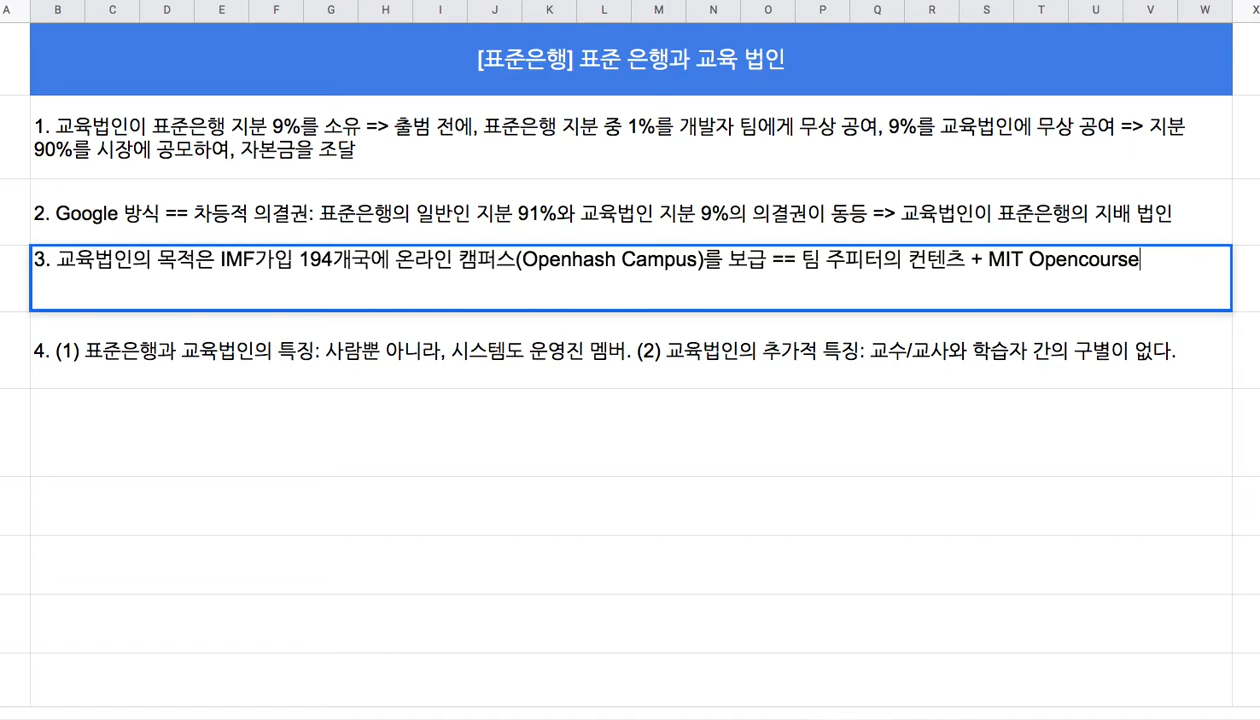 A B C D E F G H I J K L M N O P Q R S T U V W X
[표준은행] 표준 은행과 교육 법인
1. 교육법인이 표준은행 지분 9%를 소유 => 출범 전에, 표준은행 지분 중 1%를 개발자 팀에게 무상 공여, 9%를 교육법인에 무상 공여 => 지분
90%를 시장에 공모하여, 자본금을 조달
2. Google 방식 == 차등적 의결권: 표준은행의 일반인 지분 91%와 교육법인 지분 9%의 의결권이 동등 => 교육법인이 표준은행의 지배 법인
3. 교육법인의 목적은 IMF가입 194개국에 온라인 캠퍼스(Openhash Campus)를 보급 == 팀 주피터의 컨텐츠 + MIT Opencourse
4. (1) 표준은행과 교육법인의 특징: 사람뿐 아니라, 시스템도 운영진 멤버. (2) 교육법인의 추가적 특징: 교수/교사와 학습자 간의 구별이 없다.